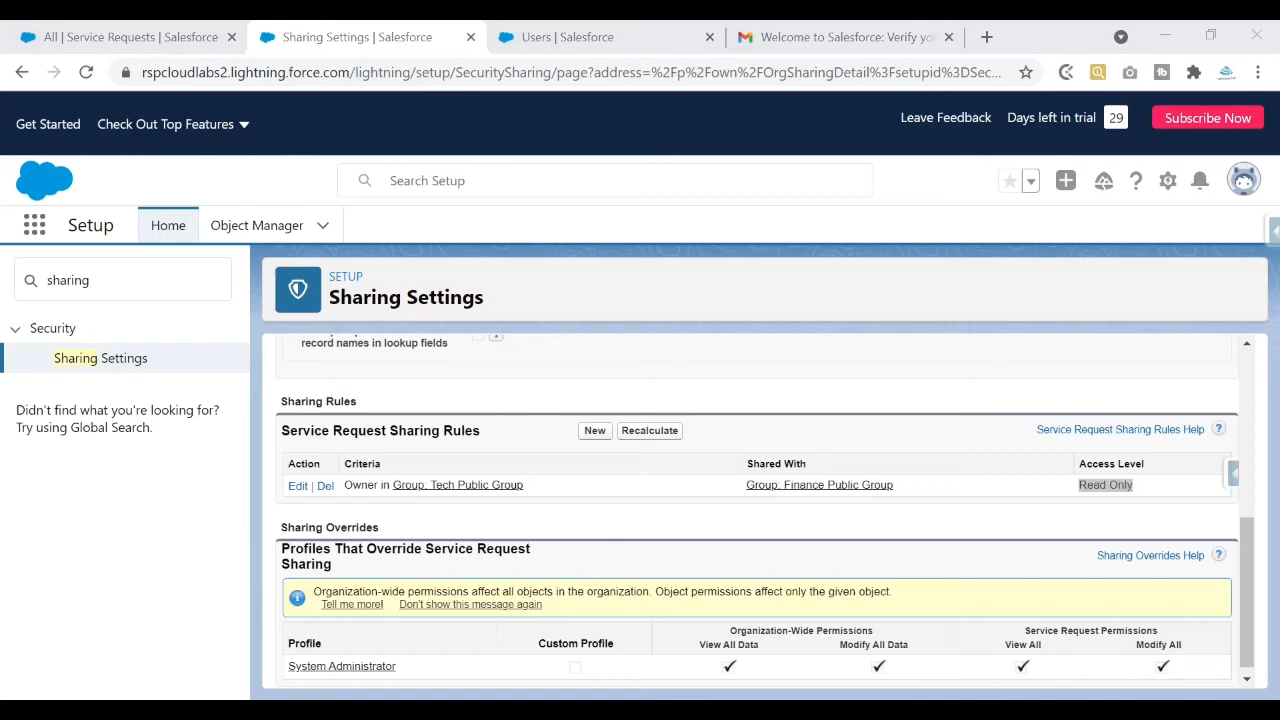 All | Service Requests | Salesforce
Sharing Settings | Salesforce
Users | Salesforce
Welcome to Salesforce: Verify you
rspcloudlabs2.lightning.force.com/lightning/setup/SecuritySharing/page?address=%2Fp%2Fown%2FOrgSharingDetail%3Fsetupid%3DSec...
Get Started
Check Out Top Features
Leave Feedback
Days left in trial
29
Subscribe Now
Search Setup
Setup
Home
Object Manager
sharing
Security
Sharing Settings
Didn't find what you're looking for?
Try using Global Search.
SETUP
Sharing Settings
record names in lookup fields
Sharing Rules
Service Request Sharing Rules
New
Recalculate
Service Request Sharing Rules Help
Action
Criteria
Shared With
Access Level
Edit | Del
Owner in Group: Tech Public Group
Group: Finance Public Group
Read Only
Sharing Overrides
Profiles That Override Service Request
Sharing
Sharing Overrides Help
Organization-wide permissions affect all objects in the organization. Object permissions affect only the given object.
Tell me more!
Don't show this message again
Organization-Wide Permissions
Service Request Permissions
Profile
Custom Profile
View All Data
Modify All Data
View All
Modify All
System Administrator